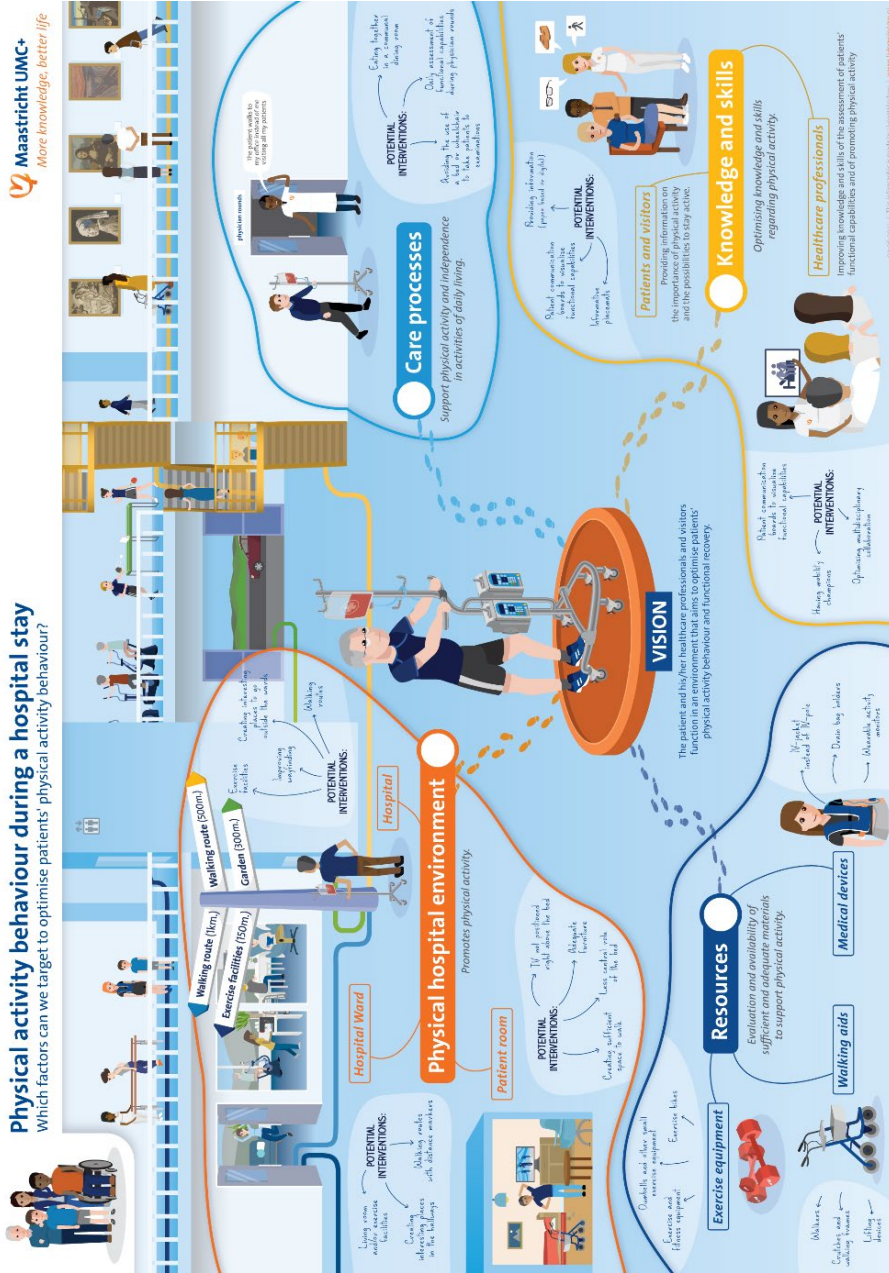 Physical activity behaviour during a hospital stay
Which factors can we target to optimise patients' physical activity behaviour?
Maastricht UMC+
More knowledge, better life
Walking route (1km.)
Walking route (500m.)
Exercise facilities (150m.)
Garden (300m.)
Exercise
facilities
Creating interesting
places to go
outside the wards
Improving
wayfinding
Walking
routes
POTENTIAL
INTERVENTIONS:
Hospital Ward
Hospital
Living room
and/or exercise
facilities
POTENTIAL
INTERVENTIONS:
Creating
interesting places
in the hallways
Walking routes
with distance markers
Physical hospital environment
Promotes physical activity.
Patient room
TV not positioned
right above the bed
POTENTIAL
INTERVENTIONS:
Adequate
furniture
Creating sufficient
space to walk
Less central role
of the bed
physician rounds
The patient walks to
my office instead of me
visiting all my patients
Care processes
Support physical activity and independence
in activities of daily living.
Eating together
in a communal
dining room
POTENTIAL
INTERVENTIONS:
Avoiding the use of
a bed or wheelchair
to take patients to
examinations
Daily assessment of
functional capabilities
during physician rounds
VISION
The patient and his/her healthcare professionals and visitors
function in an environment that aims to optimise patients'
physical activity behaviour and functional recovery.
Patient communication
boards to visualize
functional capabilities
Providing information
(paper based or digital)
POTENTIAL
INTERVENTIONS:
Informative
placemats
Patients and visitors
Providing information on
the importance of physical activity
and the possibilities to stay active.
Knowledge and skills
Optimising knowledge and skills
regarding physical activity.
Healthcare professionals
Improving knowledge and skills of the assessment of patients'
functional capabilities and of promoting physical activity
Patient communication
boards to visualize
functional capabilities
Having mobility
champions
POTENTIAL
INTERVENTIONS:
Optimising multidisciplinary
collaboration
Resources
Evaluation and availability of
sufficient and adequate materials
to support physical activity.
Exercise equipment
Dumbells and other small
exercise equipment
Exercise and
fitness equipment
Exercise bikes
Walking aids
Walkers
Crutches and
walking frames
Lifting
devices
Medical devices
IV-jacket
instead of IV-pole
Drain bag holders
Wearable activity
monitors